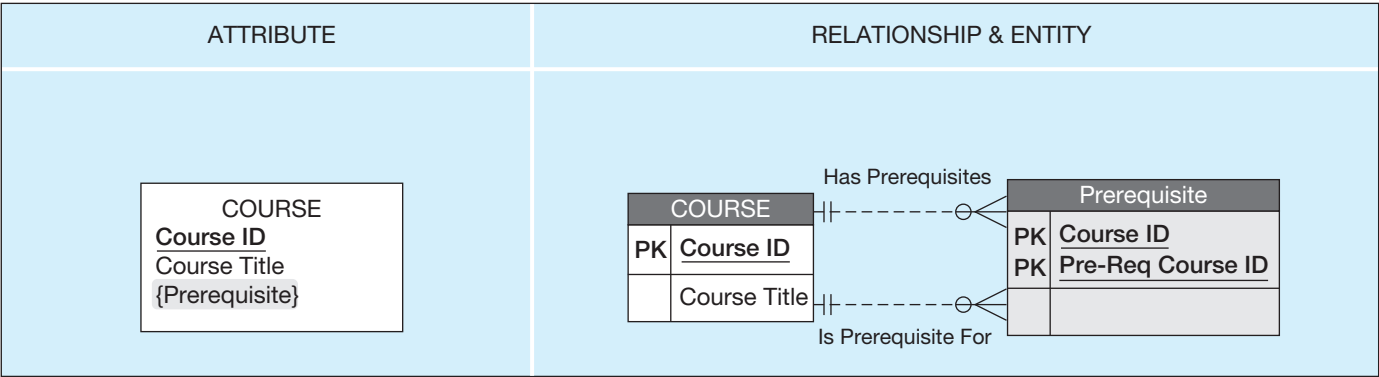 ATTRIBUTE
RELATIONSHIP & ENTITY
COURSE
Course ID
Course Title
{Prerequisite}
Has Prerequisites
COURSE
PK Course ID
Course Title
Prerequisite
PK Course ID
PK Pre-Req Course ID
Is Prerequisite For